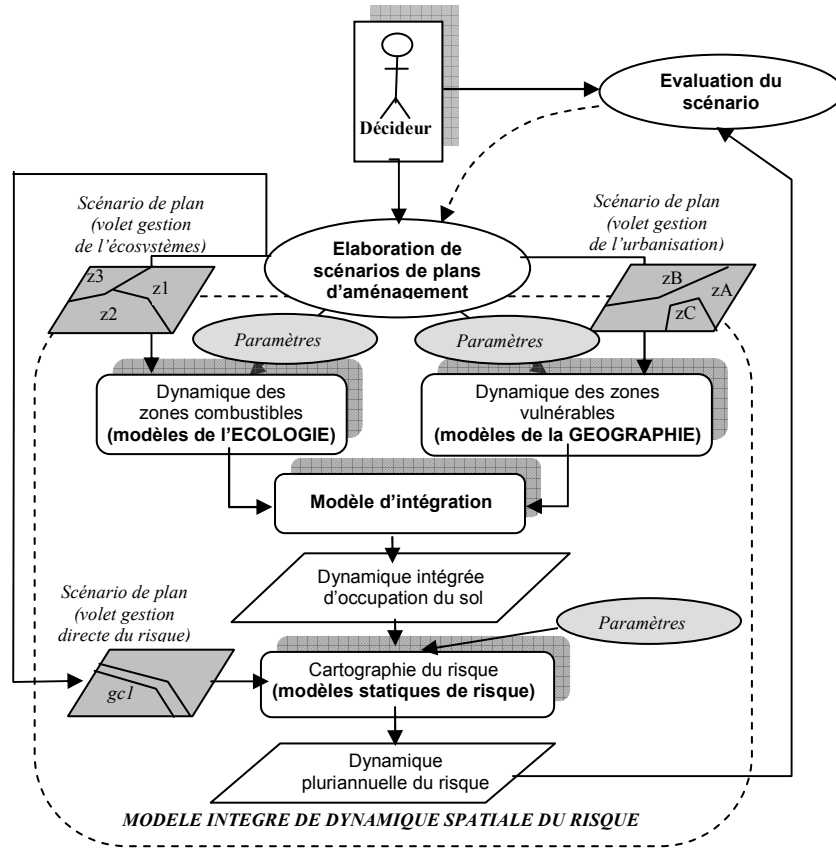 Evaluation du
scénario
Décideur
Scénario de plan
(volet gestion
de l'écosystèmes)
Scénario de plan
(volet gestion
de l'urbanisation)
Elaboration de
scénarios de plans
d'aménagement
z3
z1
z2
zB
zA
zC
Paramètres
Paramètres
Dynamique des
zones combustibles
(modèles de l'ECOLOGIE)
Dynamique des zones
vulnérables
(modèles de la GEOGRAPHIE)
Modèle d'intégration
Dynamique intégrée
d'occupation du sol
Scénario de plan
(volet gestion
directe du risque)
Paramètres
gc1
Cartographie du risque
(modèles statiques de risque)
Dynamique
pluriannuelle du risque
MODELE INTEGRE DE DYNAMIQUE SPATIALE DU RISQUE